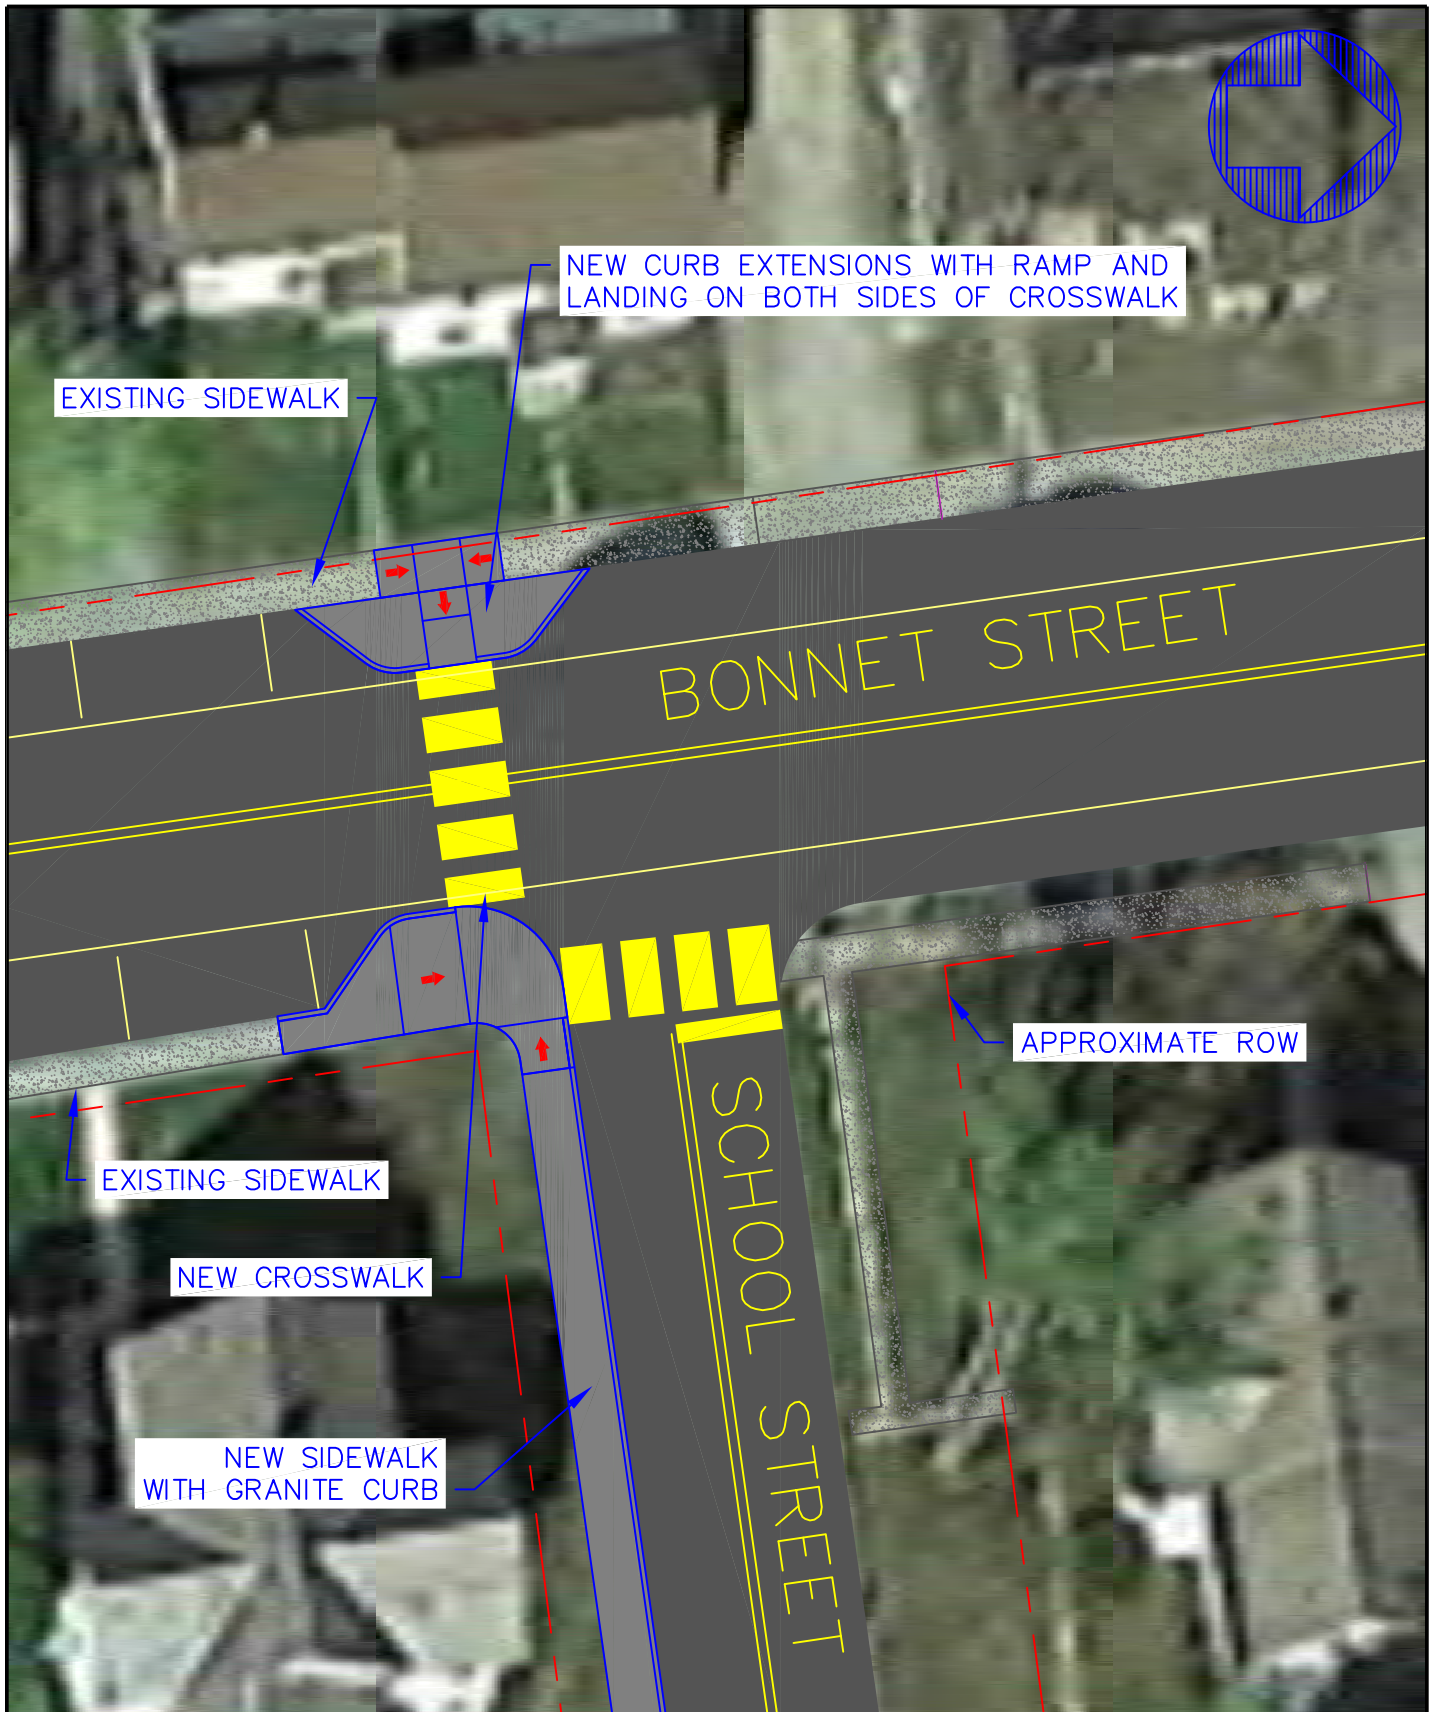 NEW CURB EXTENSIONS WITH RAMP AND
LANDING ON BOTH SIDES OF CROSSWALK
EXISTING SIDEWALK
BONNET STREET
APPROXIMATE ROW
SCHOOL STREET
EXISTING SIDEWALK
NEW CROSSWALK
NEW SIDEWALK
WITH GRANITE CURB